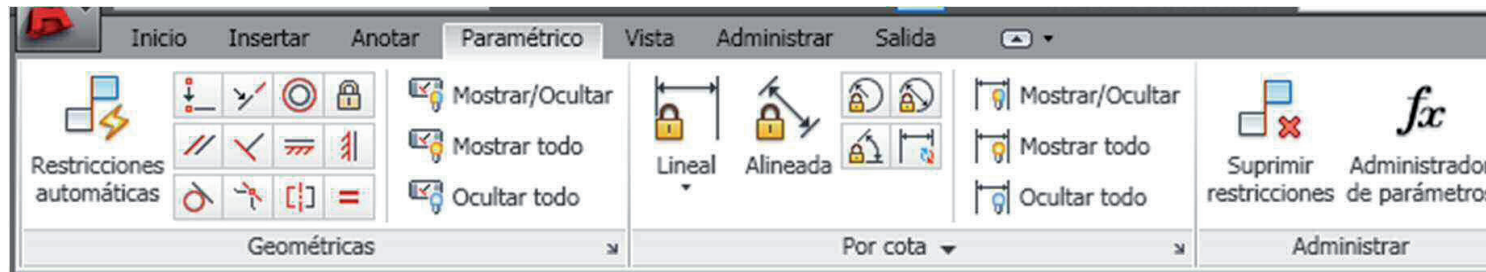 Inicio Insertar Anotar Paramétrico Vista Administrar Salida
Restricciones
automáticas
Mostrar/Ocultar
Mostrar todo
Ocultar todo
Geométricas
Lineal
Alineada
Mostrar/Ocultar
Mostrar todo
Ocultar todo
Por cota
Suprimir
restricciones
fx
Administrador
de parámetros
Administrar